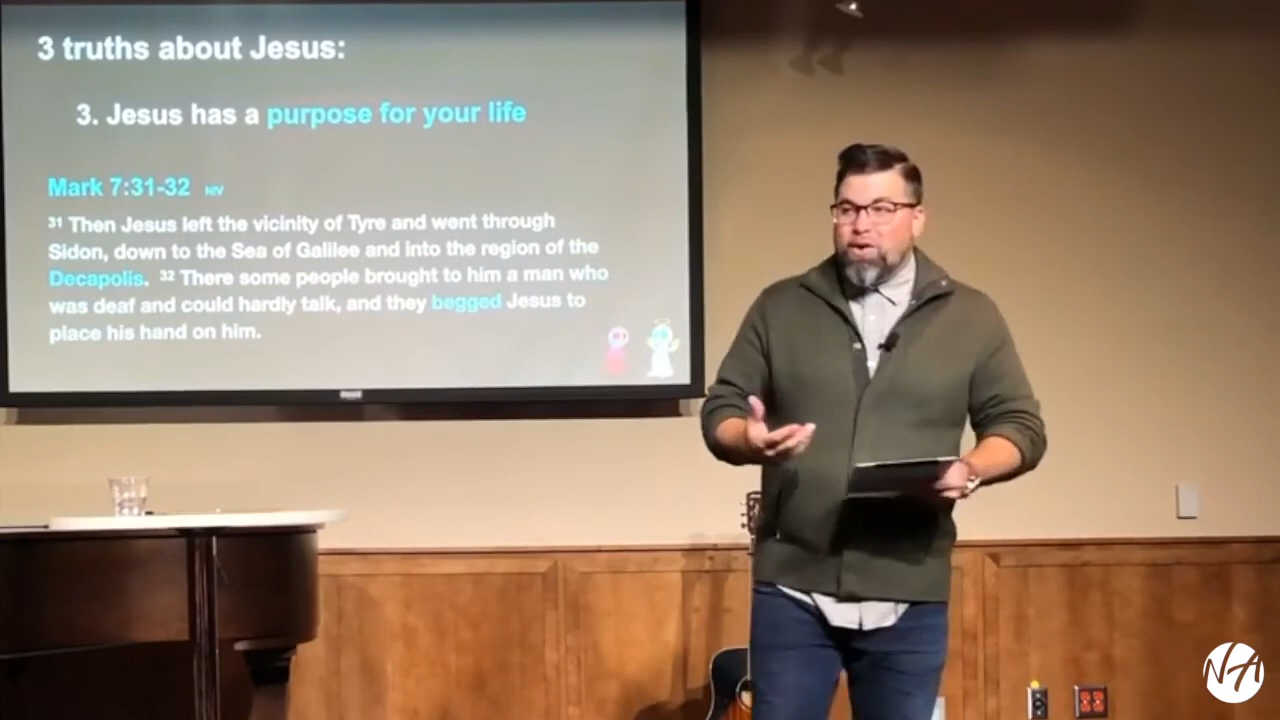 3 truths about Jesus:
3. Jesus has a purpose for your life
Mark 7:31-32 NIV
31 Then Jesus left the vicinity of Tyre and went through
Sidon, down to the Sea of Galilee and into the region of the
Decapolis. 32 There some people brought to him a man who
was deaf and could hardly talk, and they begged Jesus to
place his hand on him.
NA